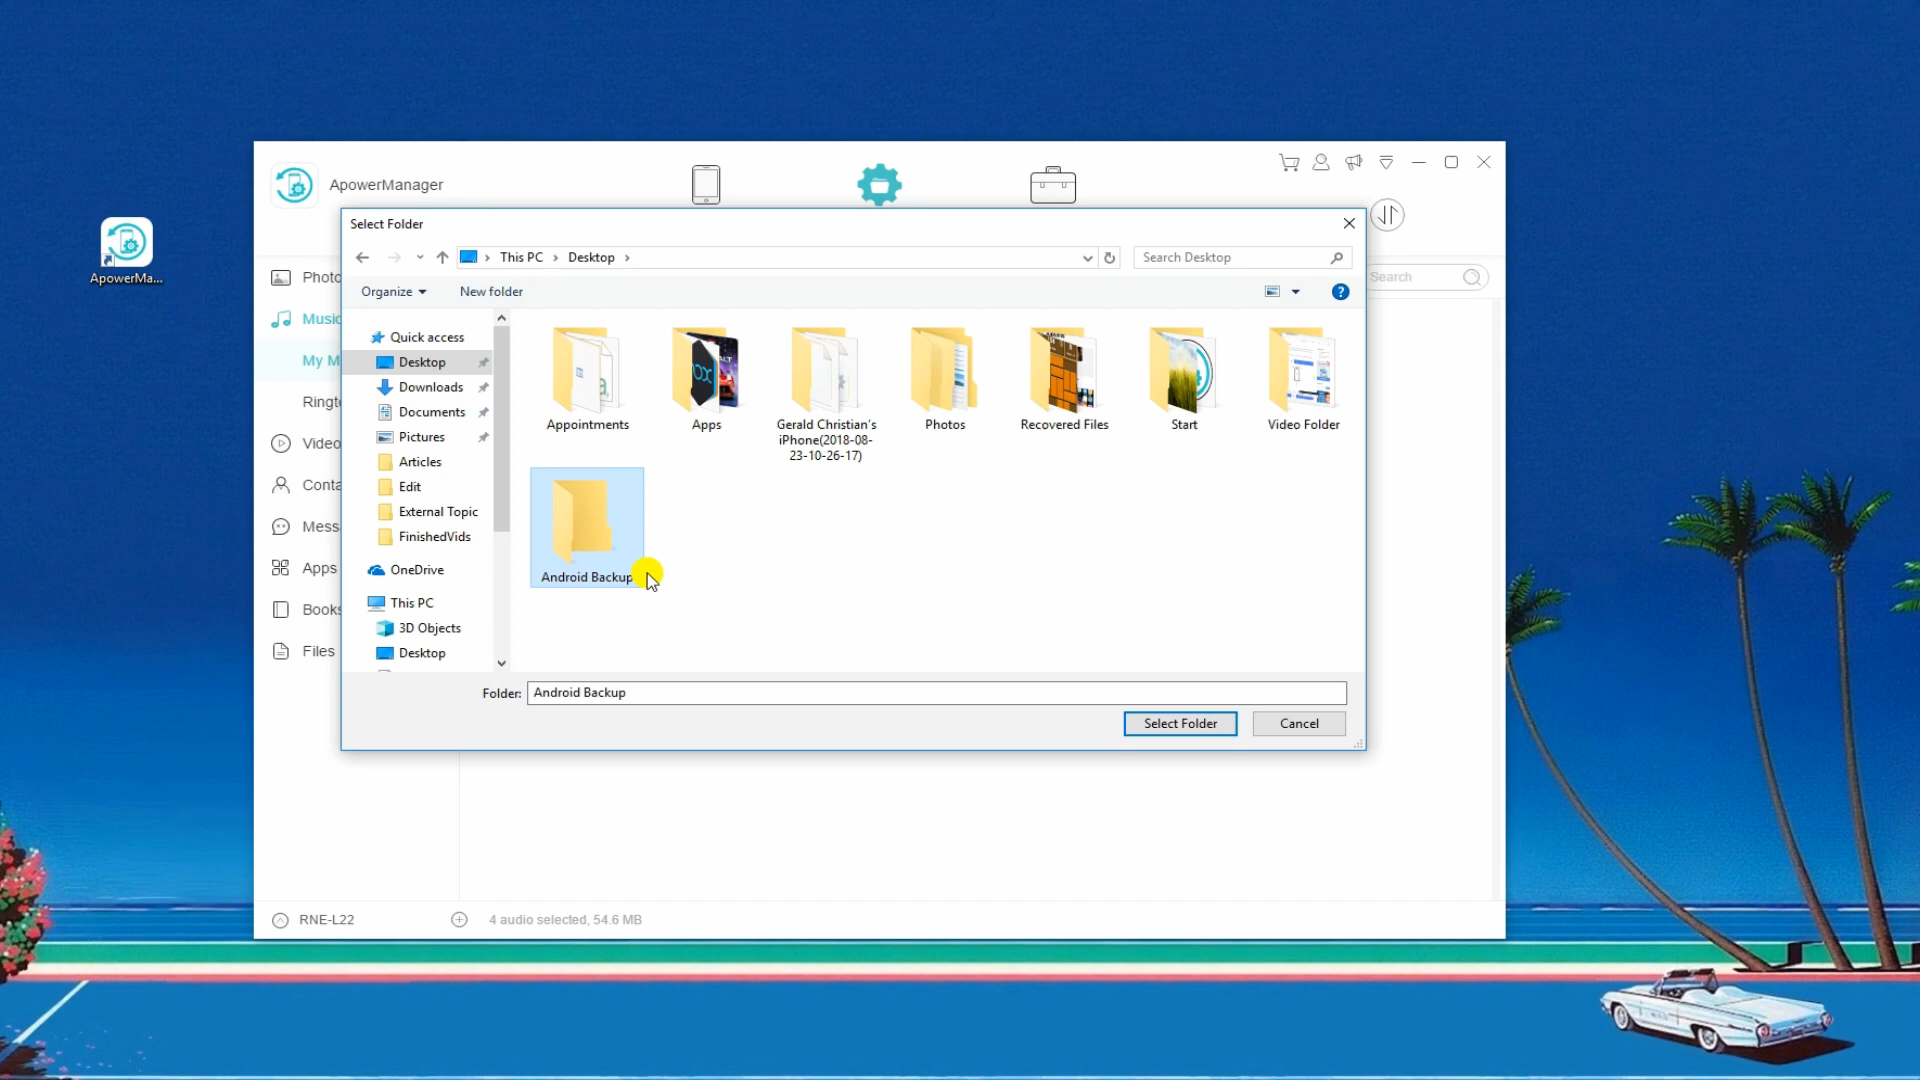 ApowerManager
ApowerMa...
Select Folder
This PC
Desktop
Search Desktop
Organize
New folder
Search
Photo
Music
My M
Ringto
Video
Conta
Mess
Apps
Books
Files
Quick access
Desktop
Downloads
Documents
Pictures
Articles
Edit
External Topic
FinishedVids
OneDrive
This PC
3D Objects
Desktop
Appointments
Apps
Gerald Christian's
iPhone(2018-08-
23-10-26-17)
Photos
Recovered Files
Start
Video Folder
Android Backup
Folder: Android Backup
Select Folder
Cancel
RNE-L22
4 audio selected, 54.6 MB